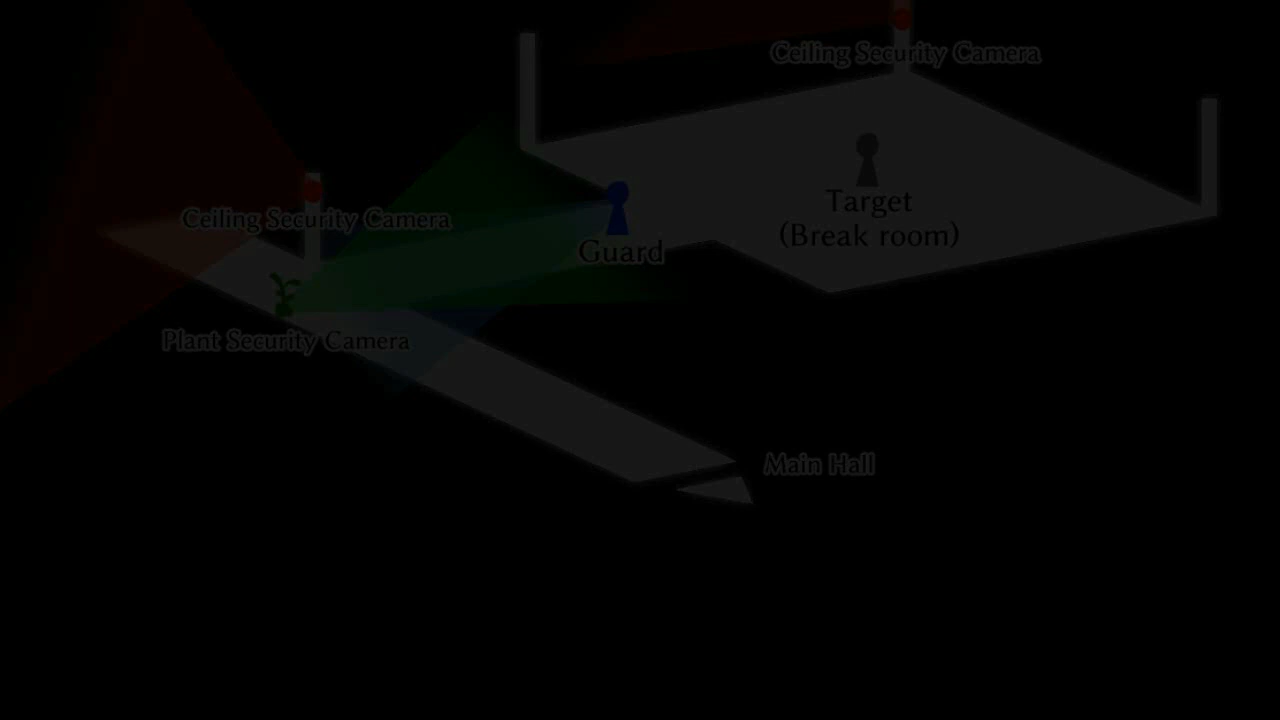 Ceiling Security Camera
Target
(Break room)
Ceiling Security Camera
Guard
Plant Security Camera
Main Hall